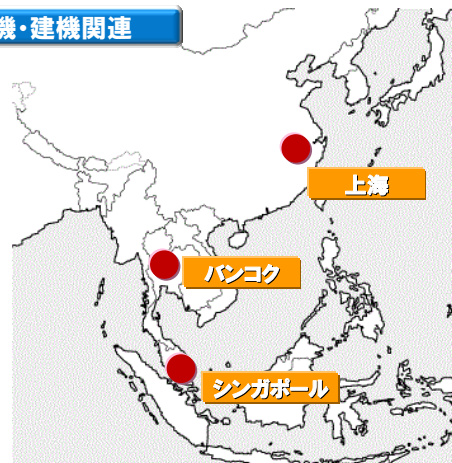 機・建機関連
上海
バンコク
シンガポール